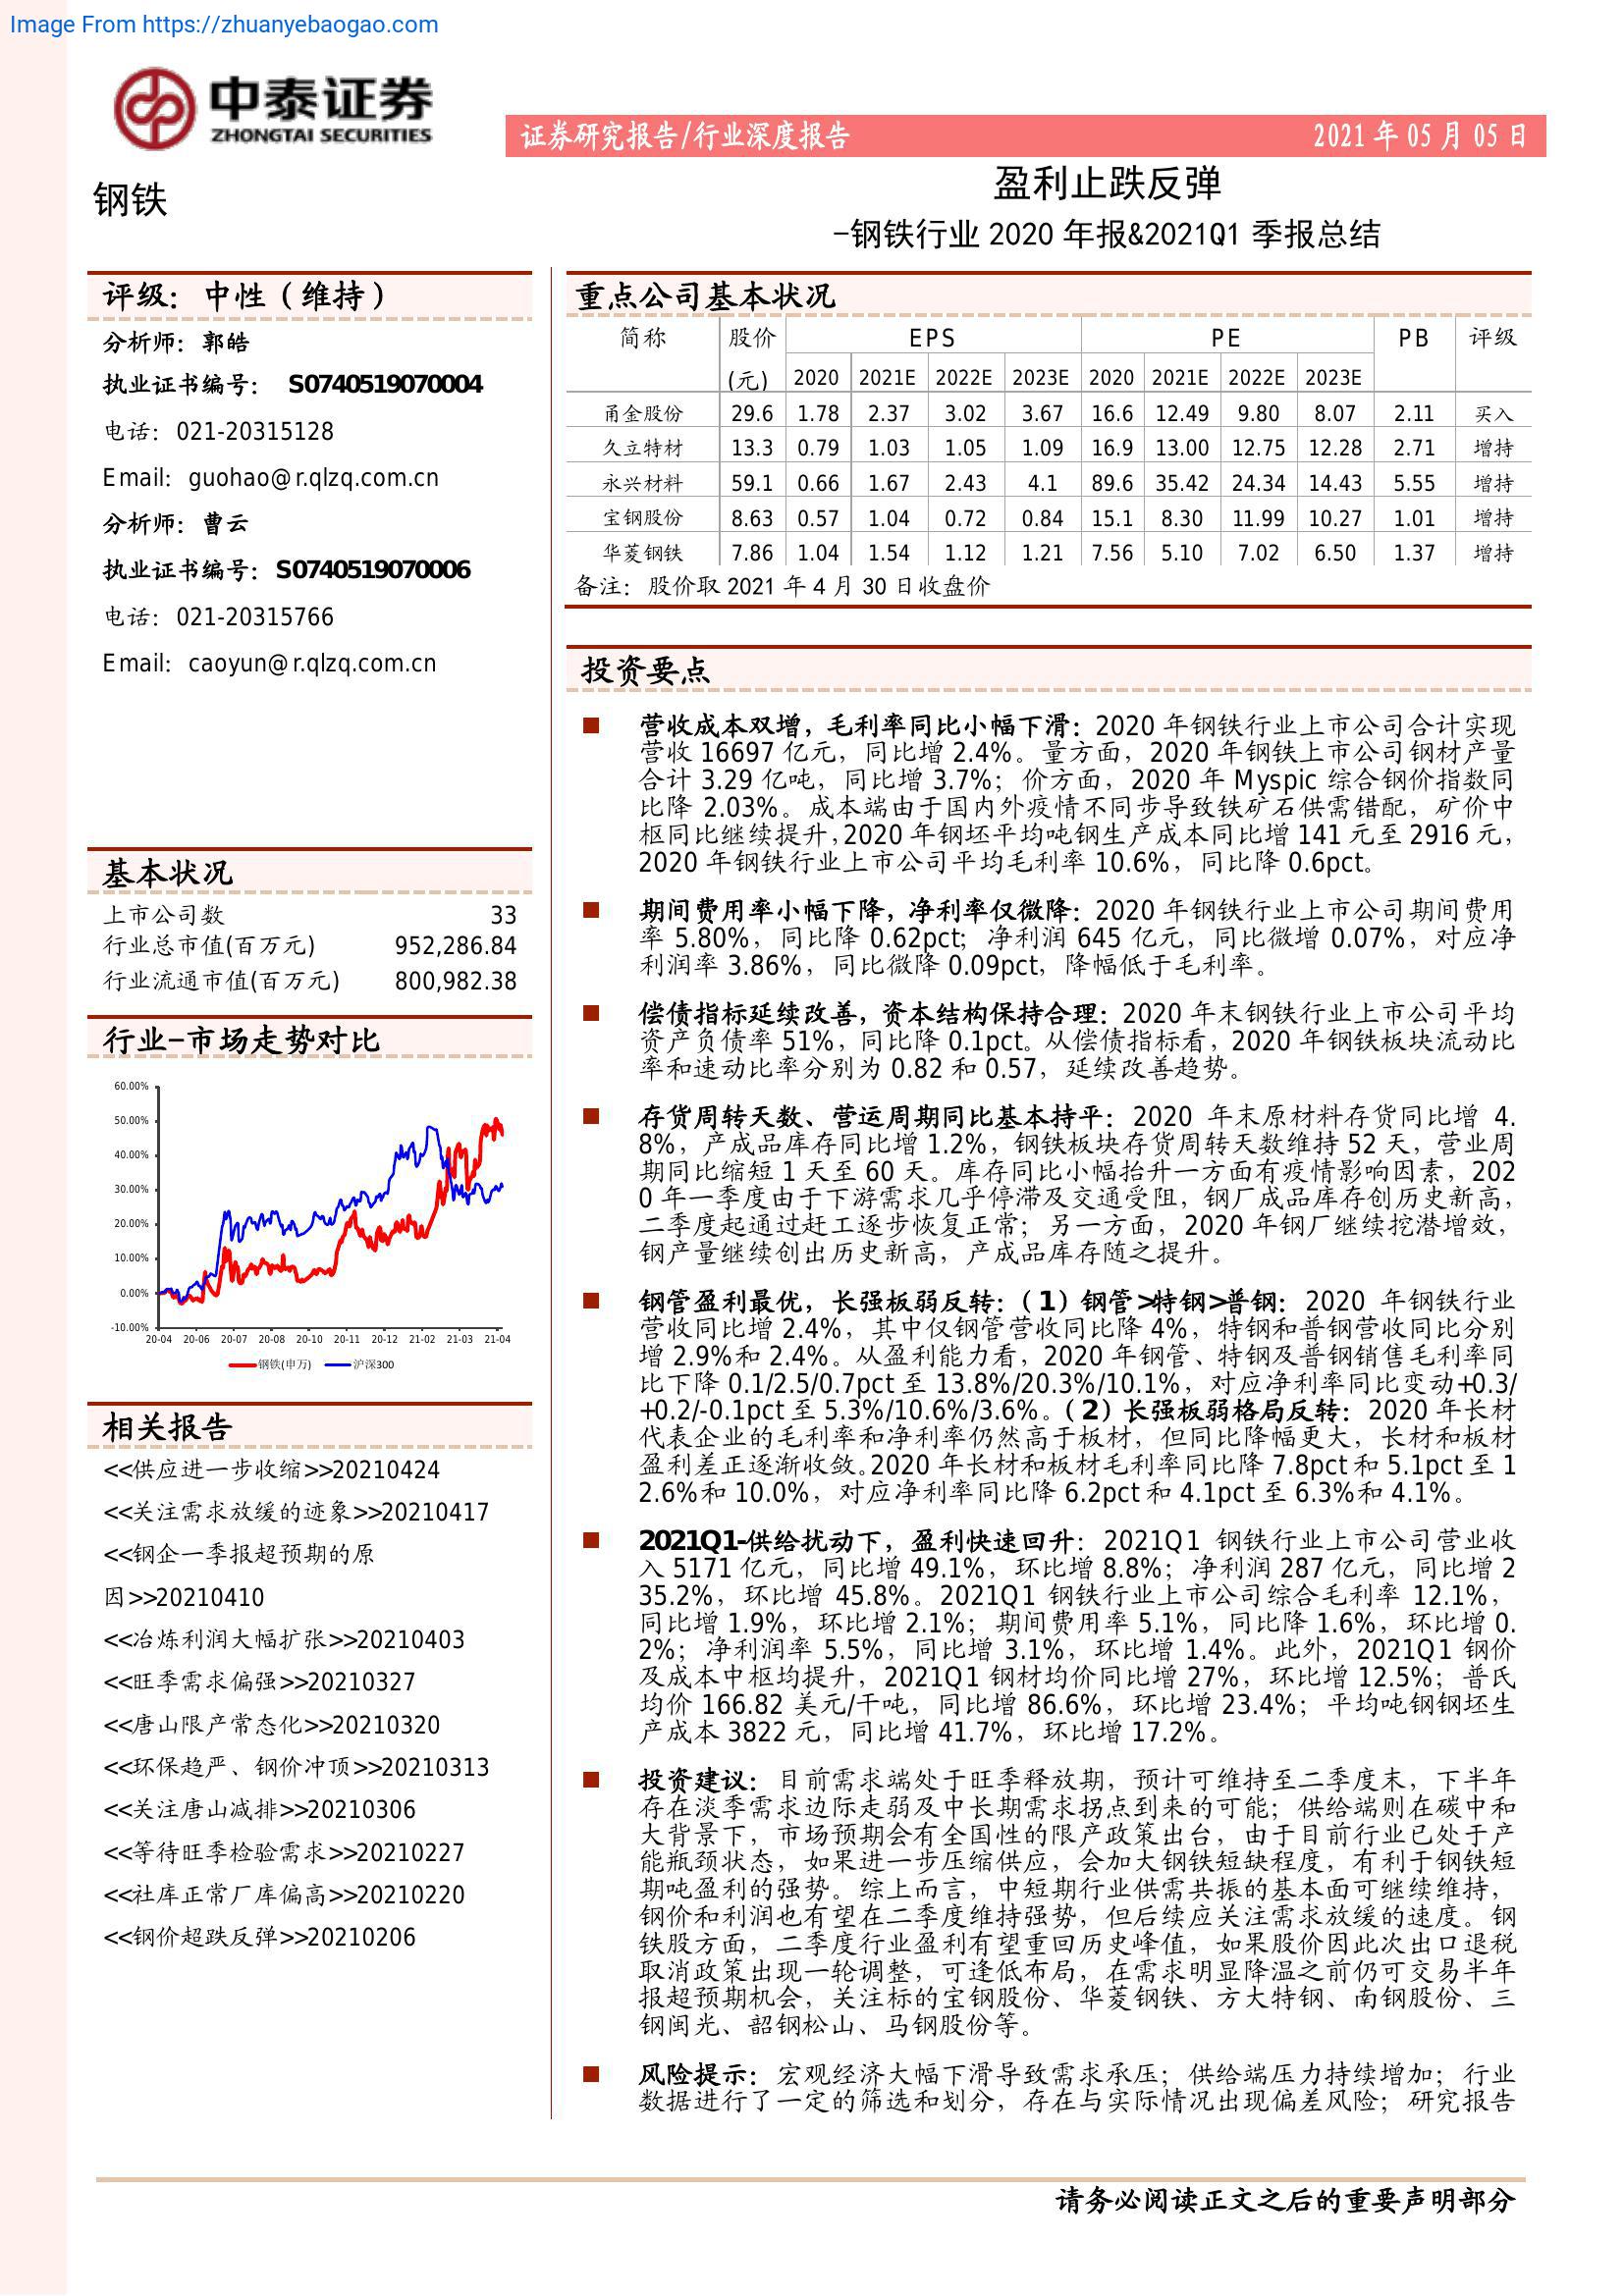 Image From https://zhuanyebaogao.com
中泰证券
ZHONGTAI SECURITIES
证券研究报告/行业深度报告
2021 年 05 月 05 日
钢铁
盈利止跌反弹
-钢铁行业 2020 年报&2021Q1 季报总结
评级：中性（维持）
分析师：郭皓
执业证书编号： S0740519070004
电话：021-20315128
Email：guohao@r.qlzq.com.cn
分析师：曹云
执业证书编号：S0740519070006
电话：021-20315766
Email：caoyun@r.qlzq.com.cn
基本状况
上市公司数 33
行业总市值(百万元) 952,286.84
行业流通市值(百万元) 800,982.38
行业-市场走势对比
60.00%
50.00%
40.00%
30.00%
20.00%
10.00%
0.00%
-10.00%
20-04 20-06 20-07 20-08 20-10 20-11 20-12 21-02 21-03 21-04
钢铁(申万) 沪深300
相关报告
<<供应进一步收缩>>20210424
<<关注需求放缓的迹象>>20210417
<<钢企一季报超预期的原
因>>20210410
<<冶炼利润大幅扩张>>20210403
<<旺季需求偏强>>20210327
<<唐山限产常态化>>20210320
<<环保趋严、钢价冲顶>>20210313
<<关注唐山减排>>20210306
<<等待旺季检验需求>>20210227
<<社库正常厂库偏高>>20210220
<<钢价超跌反弹>>20210206
重点公司基本状况
简称 股价 EPS PE PB 评级
(元) 2020 2021E 2022E 2023E 2020 2021E 2022E 2023E
甬金股份 29.6 1.78 2.37 3.02 3.67 16.6 12.49 9.80 8.07 2.11 买入
久立特材 13.3 0.79 1.03 1.05 1.09 16.9 13.00 12.75 12.28 2.71 增持
永兴材料 59.1 0.66 1.67 2.43 4.1 89.6 35.42 24.34 14.43 5.55 增持
宝钢股份 8.63 0.57 1.04 0.72 0.84 15.1 8.30 11.99 10.27 1.01 增持
华菱钢铁 7.86 1.04 1.54 1.12 1.21 7.56 5.10 7.02 6.50 1.37 增持
备注：股价取 2021 年 4 月 30 日收盘价
投资要点
营收成本双增，毛利率同比小幅下滑：2020 年钢铁行业上市公司合计实现
营收 16697 亿元，同比增 2.4%。量方面，2020 年钢铁上市公司钢材产量
合计 3.29 亿吨，同比增 3.7%；价方面，2020 年 Myspic 综合钢价指数同
比降 2.03%。成本端由于国内外疫情不同步导致铁矿石供需错配，矿价中
枢同比继续提升，2020 年钢坯平均吨钢生产成本同比增 141 元至 2916 元，
2020 年钢铁行业上市公司平均毛利率 10.6%，同比降 0.6pct。
期间费用率小幅下降，净利率仅微降：2020 年钢铁行业上市公司期间费用
率 5.80%，同比降 0.62pct；净利润 645 亿元，同比微增 0.07%，对应净
利润率 3.86%，同比微降 0.09pct，降幅低于毛利率。
偿债指标延续改善，资本结构保持合理：2020 年末钢铁行业上市公司平均
资产负债率 51%，同比降 0.1pct。从偿债指标看，2020 年钢铁板块流动比
率和速动比率分别为 0.82 和 0.57，延续改善趋势。
存货周转天数、营运周期同比基本持平：2020 年末原材料存货同比增 4.
8%，产成品库存同比增 1.2%，钢铁板块存货周转天数维持 52 天，营业周
期同比缩短 1 天至 60 天。库存同比小幅抬升一方面有疫情影响因素，202
0 年一季度由于下游需求几乎停滞及交通受阻，钢厂成品库存创历史新高，
二季度起通过赶工逐步恢复正常；另一方面，2020 年钢厂继续挖潜增效，
钢产量继续创出历史新高，产成品库存随之提升。
钢管盈利最优，长强板弱反转：（1）钢管>特钢>普钢：2020 年钢铁行业
营收同比增 2.4%，其中仅钢管营收同比降 4%，特钢和普钢营收同比分别
增 2.9%和 2.4%。从盈利能力看，2020 年钢管、特钢及普钢销售毛利率同
比下降 0.1/2.5/0.7pct 至 13.8%/20.3%/10.1%，对应净利率同比变动+0.3/
+0.2/-0.1pct 至 5.3%/10.6%/3.6%。（2）长强板弱格局反转：2020 年长材
代表企业的毛利率和净利率仍然高于板材，但同比降幅更大，长材和板材
盈利差正逐渐收敛。2020 年长材和板材毛利率同比降 7.8pct 和 5.1pct 至 1
2.6%和 10.0%，对应净利率同比降 6.2pct 和 4.1pct 至 6.3%和 4.1%。
2021Q1-供给扰动下，盈利快速回升：2021Q1 钢铁行业上市公司营业收
入 5171 亿元，同比增 49.1%，环比增 8.8%；净利润 287 亿元，同比增 2
35.2%，环比增 45.8%。2021Q1 钢铁行业上市公司综合毛利率 12.1%，
同比增 1.9%，环比增 2.1%；期间费用率 5.1%，同比降 1.6%，环比增 0.
2%；净利润率 5.5%，同比增 3.1%，环比增 1.4%。此外，2021Q1 钢价
及成本中枢均提升，2021Q1 钢材均价同比增 27%，环比增 12.5%；普氏
均价 166.82 美元/干吨，同比增 86.6%，环比增 23.4%；平均吨钢钢坯生
产成本 3822 元，同比增 41.7%，环比增 17.2%。
投资建议：目前需求端处于旺季释放期，预计可维持至二季度末，下半年
存在淡季需求边际走弱及中长期需求拐点到来的可能；供给端则在碳中和
大背景下，市场预期会有全国性的限产政策出台，由于目前行业已处于产
能瓶颈状态，如果进一步压缩供应，会加大钢铁短缺程度，有利于钢铁短
期吨盈利的强势。综上而言，中短期行业供需共振的基本面可继续维持，
钢价和利润也有望在二季度维持强势，但后续应关注需求放缓的速度。钢
铁股方面，二季度行业盈利有望重回历史峰值，如果股价因此次出口退税
取消政策出现一轮调整，可逢低布局，在需求明显降温之前仍可交易半年
报超预期机会，关注标的宝钢股份、华菱钢铁、方大特钢、南钢股份、三
钢闽光、韶钢松山、马钢股份等。
风险提示：宏观经济大幅下滑导致需求承压；供给端压力持续增加；行业
数据进行了一定的筛选和划分，存在与实际情况出现偏差风险；研究报告
请务必阅读正文之后的重要声明部分